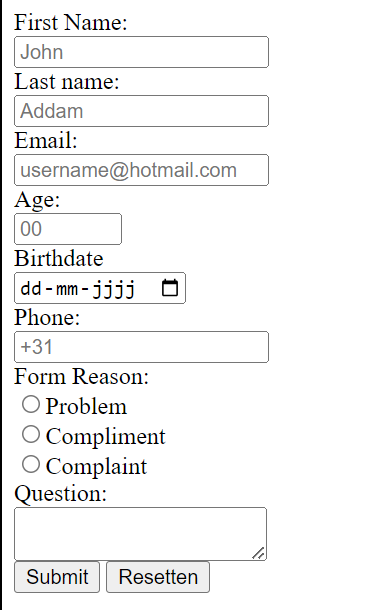 First Name:
John
Last name:
Addam
Email:
username@hotmail.com
Age:
00
Birthdate
dd-mm-jjjj
Phone:
+31
Form Reason:
Problem
Compliment
Complaint
Question:
Submit Resetten